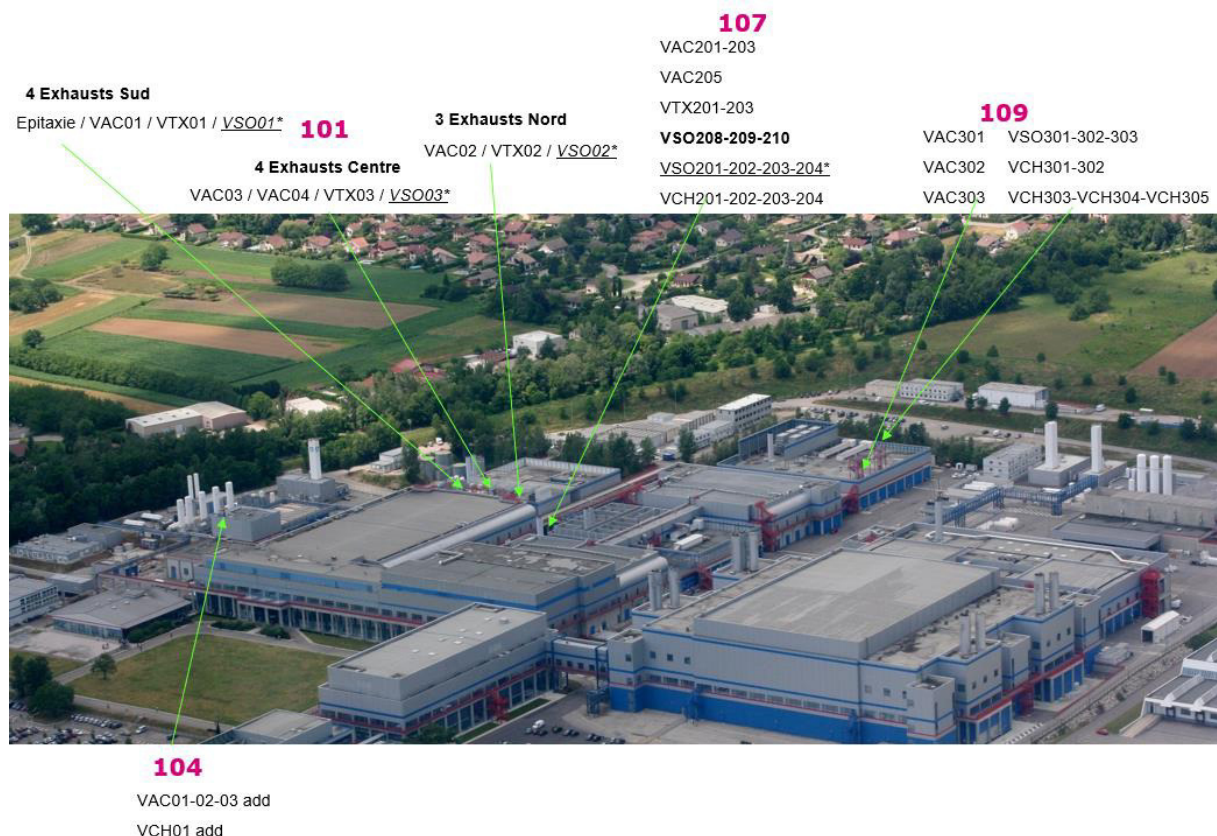 107
VAC201-203
VAC205
VTX201-203
VSO208-209-210
VSO201-202-203-204*
VCH201-202-203-204
4 Exhausts Sud
Epitaxie / VAC01 / VTX01 / VSO01*
101
4 Exhausts Centre
VAC03 / VAC04 / VTX03 / VSO03*
3 Exhausts Nord
VAC02 / VTX02 / VSO02*
109
VAC301 VSO301-302-303
VAC302 VCH301-302
VAC303 VCH303-VCH304-VCH305
104
VAC01-02-03 add
VCH01 add